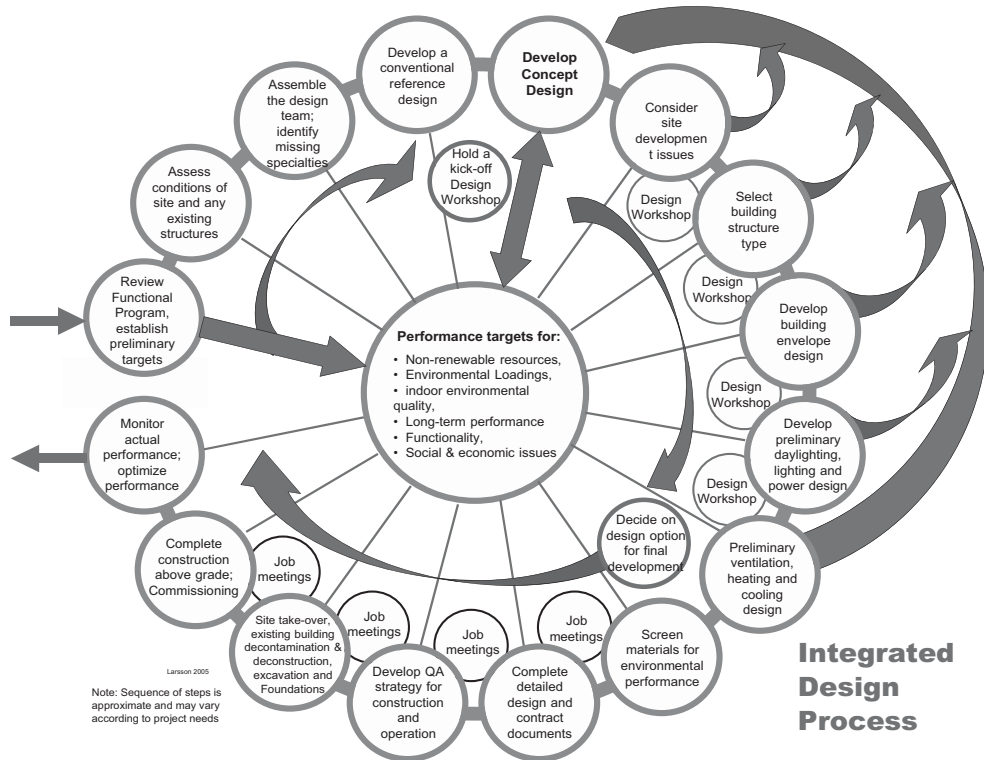 Review
Functional
Program,
establish
preliminary
targets
Assess
conditions of
site and any
existing
structures
Assemble
the design
team;
identify
missing
specialties
Develop a
conventional
reference
design
Hold a
kick-off
Design
Workshop
Develop
Concept
Design
Consider
site
developmen
t issues
Design
Workshop
Select
building
structure
type
Design
Workshop
Develop
building
envelope
design
Design
Workshop
Develop
preliminary
daylighting,
lighting and
power design
Design
Workshop
Preliminary
ventilation,
heating and
cooling
design
Performance targets for:
• Non-renewable resources,
• Environmental Loadings,
• indoor environmental
quality,
• Long-term performance
• Functionality,
• Social & economic issues
Decide on
design option
for final
development
Screen
materials for
environmental
performance
Job
meetings
Complete
detailed
design and
contract
documents
Job
meetings
Develop QA
strategy for
construction
and
operation
Job
meetings
Site take-over,
existing building
decontamination &
deconstruction,
excavation and
Foundations
Job
meetings
Complete
construction
above grade;
Commissioning
Monitor
actual
performance;
optimize
performance
Larsson 2005
Note: Sequence of steps is
approximate and may vary
according to project needs
Integrated
Design
Process